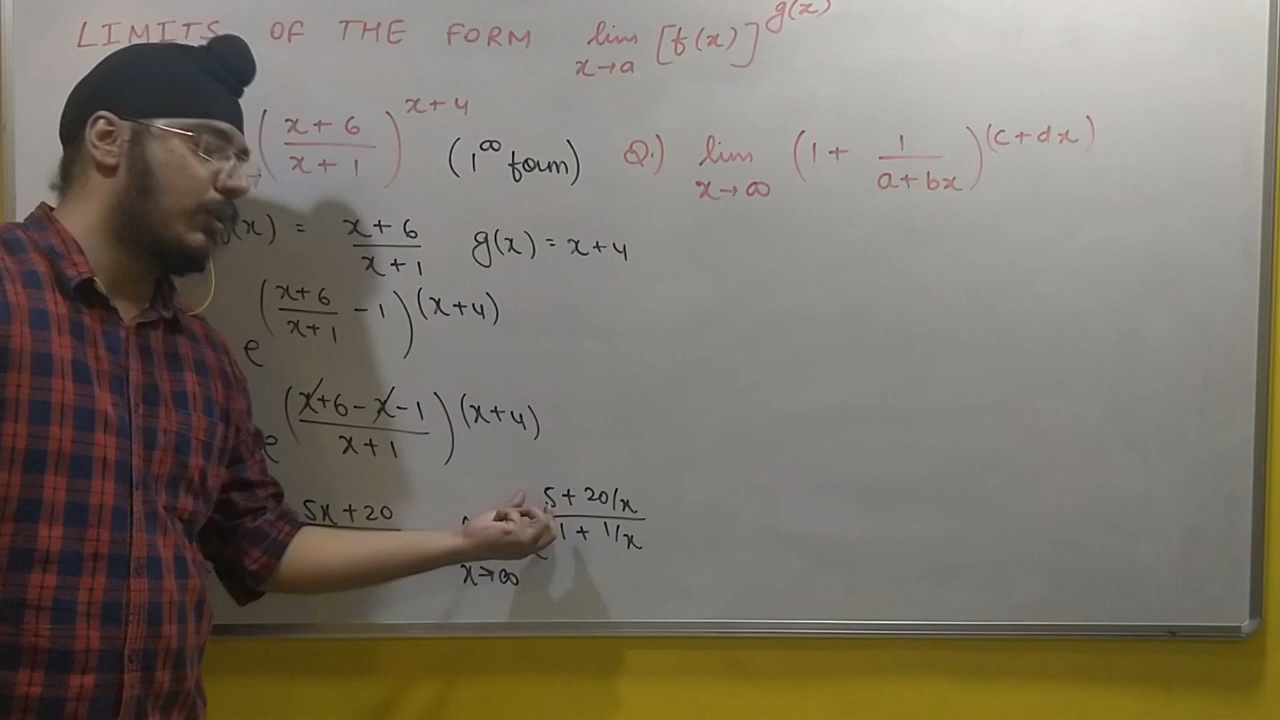 LIMITS OF THE FORM lim x→a [f(x)]^g(x)
((x+6)/(x+1))^(x+4) (1^∞ form)
Q.) lim x→∞ (1 + 1/(a+bx))^(c+dx)
(x) = (x+6)/(x+1) g(x) = x+4
e^((x+6)/(x+1) - 1)(x+4)
e^((x+6-x-1)/(x+1))(x+4)
5x+20
x→∞ (5+20/x)/(1+1/x)